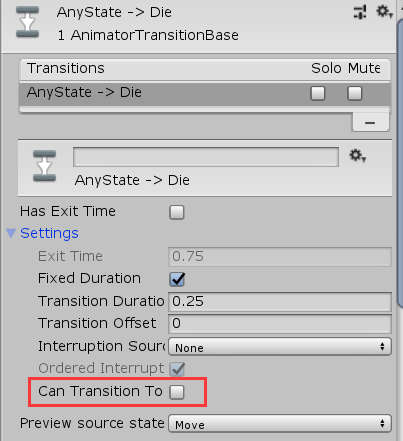 AnyState -> Die
1 AnimatorTransitionBase
Transitions Solo Mute
AnyState -> Die
AnyState -> Die
Has Exit Time
Settings
Exit Time 0.75
Fixed Duration
Transition Duratio 0.25
Transition Offset 0
Interruption Sourc None
Ordered Interrupt
Can Transition To
Preview source state Move